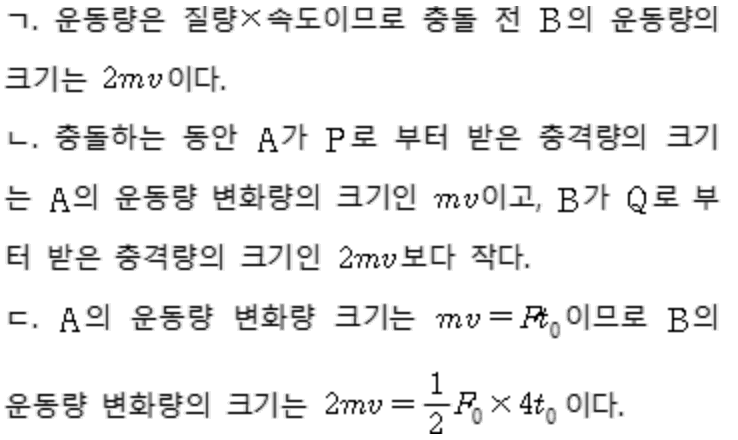 ㄱ. 운동량은 질량×속도이므로 충돌 전 B의 운동량의
크기는 2mv이다.
ㄴ. 충돌하는 동안 A가 P로 부터 받은 충격량의 크기
는 A의 운동량 변화량의 크기인 mv이고, B가 Q로 부
터 받은 충격량의 크기인 2mv보다 작다.
ㄷ. A의 운동량 변화량 크기는 mv=Ft₀이므로 B의
운동량 변화량의 크기는 2mv=\frac{1}{2}F₀×4t₀이다.